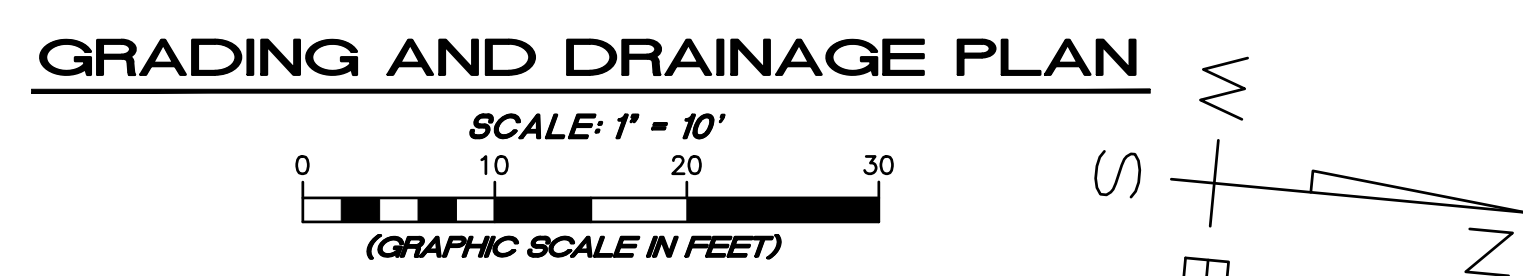 GRADING AND DRAINAGE PLAN
SCALE: 1" = 10'
0 10 20 30
(GRAPHIC SCALE IN FEET)
W
S
N
E